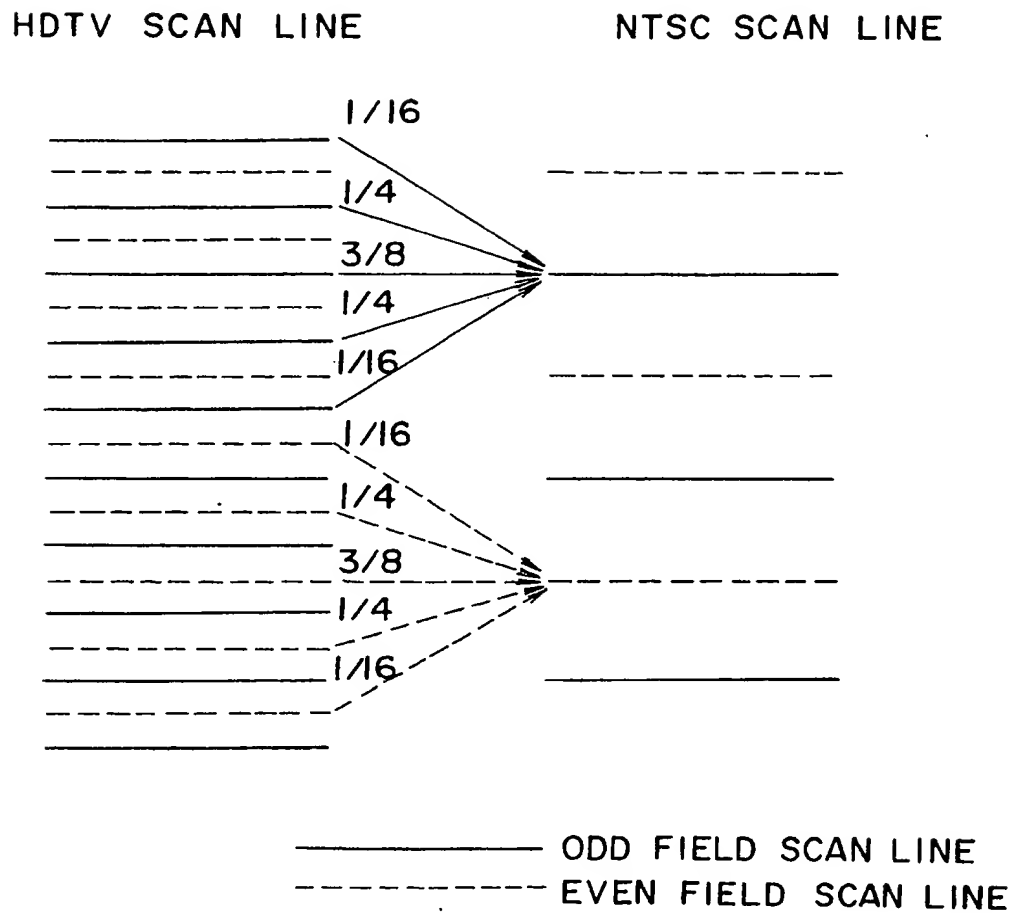 HDTV SCAN LINE
NTSC SCAN LINE
1/16
1/4
3/8
1/4
1/16
1/16
1/4
3/8
1/4
1/16
ODD FIELD SCAN LINE
EVEN FIELD SCAN LINE